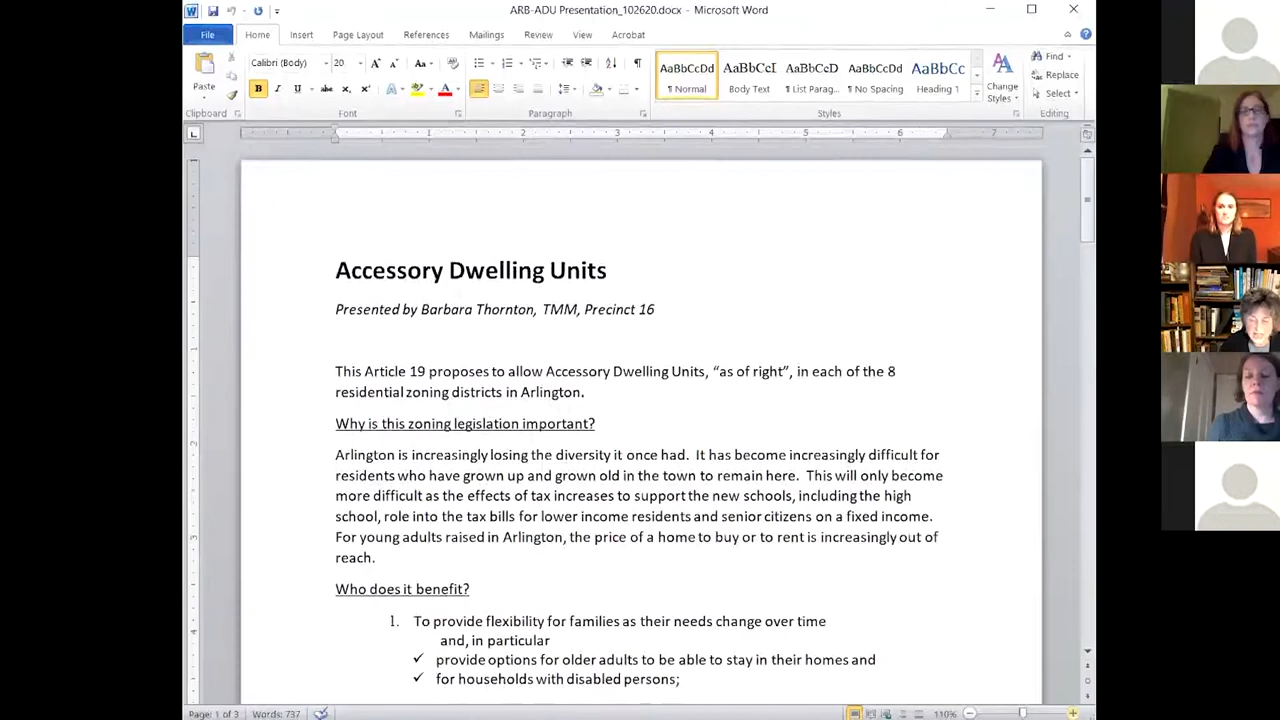 ARB-ADU Presentation_102620.docx - Microsoft Word
File Home Insert Page Layout References Mailings Review View Acrobat
Calibri (Body) 20
Paste
B I U abc
AaBbCcDd AaBbCcI AaBbCcD AaBbCcDd AaBbCc
¶ Normal Body Text ¶ List Parag... ¶ No Spacing Heading 1
Change Styles
Find
Replace
Select
Clipboard Font Paragraph Styles Editing
1 2 3 4 5 6 7
Accessory Dwelling Units
Presented by Barbara Thornton, TMM, Precinct 16
This Article 19 proposes to allow Accessory Dwelling Units, “as of right”, in each of the 8
residential zoning districts in Arlington.
Why is this zoning legislation important?
Arlington is increasingly losing the diversity it once had.  It has become increasingly difficult for
residents who have grown up and grown old in the town to remain here.  This will only become
more difficult as the effects of tax increases to support the new schools, including the high
school, role into the tax bills for lower income residents and senior citizens on a fixed income.
For young adults raised in Arlington, the price of a home to buy or to rent is increasingly out of
reach.
Who does it benefit?
1. To provide flexibility for families as their needs change over time
and, in particular
✓ provide options for older adults to be able to stay in their homes and
✓ for households with disabled persons;
Page: 1 of 3 Words: 737 110%